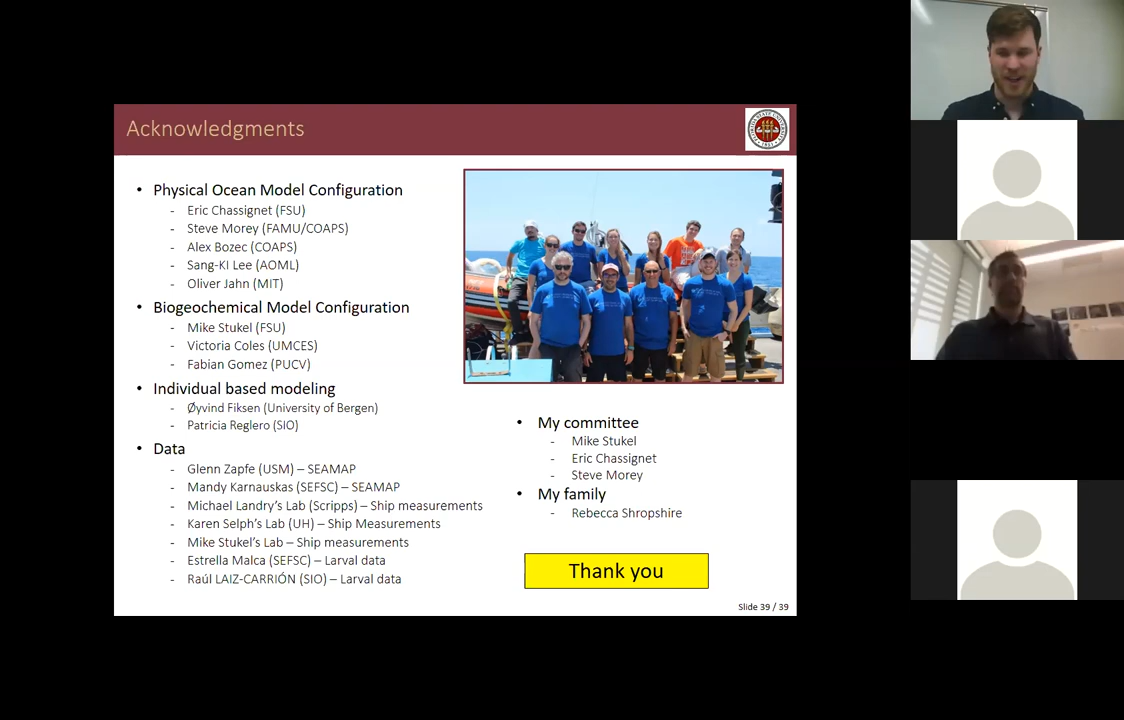 Acknowledgments
• Physical Ocean Model Configuration
- Eric Chassignet (FSU)
- Steve Morey (FAMU/COAPS)
- Alex Bozec (COAPS)
- Sang-KI Lee (AOML)
- Oliver Jahn (MIT)
• Biogeochemical Model Configuration
- Mike Stukel (FSU)
- Victoria Coles (UMCES)
- Fabian Gomez (PUCV)
• Individual based modeling
- Øyvind Fiksen (University of Bergen)
- Patricia Reglero (SIO)
• Data
- Glenn Zapfe (USM) – SEAMAP
- Mandy Karnauskas (SEFSC) – SEAMAP
- Michael Landry's Lab (Scripps) – Ship measurements
- Karen Selph's Lab (UH) – Ship Measurements
- Mike Stukel's Lab – Ship measurements
- Estrella Malca (SEFSC) – Larval data
- Raúl LAIZ-CARRIÓN (SIO) – Larval data
• My committee
- Mike Stukel
- Eric Chassignet
- Steve Morey
• My family
- Rebecca Shropshire
Thank you
Slide 39 / 39